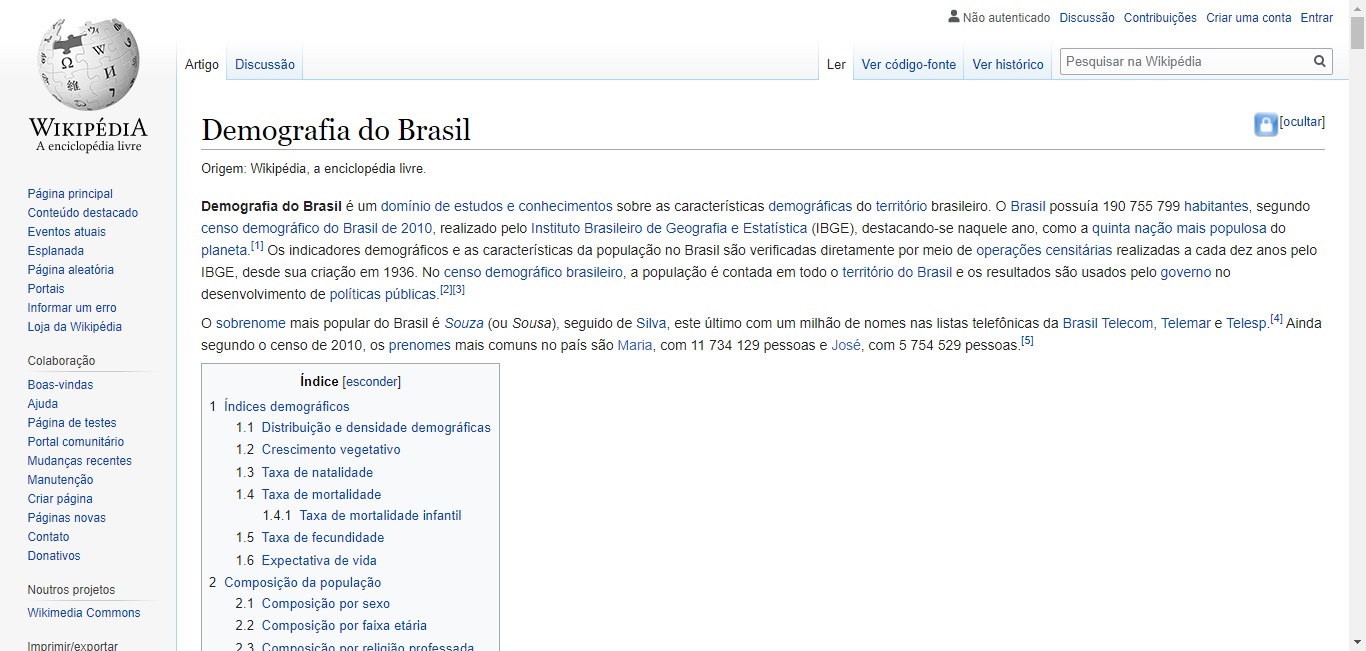 Não autenticado Discussão Contribuições Criar uma conta Entrar
Artigo Discussão Ler Ver código-fonte Ver histórico Pesquisar na Wikipédia
WIKIPÉDIA
A enciclopédia livre
Página principal
Conteúdo destacado
Eventos atuais
Esplanada
Página aleatória
Portais
Informar um erro
Loja da Wikipédia
Colaboração
Boas-vindas
Ajuda
Página de testes
Portal comunitário
Mudanças recentes
Manutenção
Criar página
Páginas novas
Contato
Donativos
Noutros projetos
Wikimedia Commons
Imprimir/exportar
Demografia do Brasil
[ocultar]
Origem: Wikipédia, a enciclopédia livre.
Demografia do Brasil é um domínio de estudos e conhecimentos sobre as características demográficas do território brasileiro. O Brasil possuía 190 755 799 habitantes, segundo
censo demográfico do Brasil de 2010, realizado pelo Instituto Brasileiro de Geografia e Estatística (IBGE), destacando-se naquele ano, como a quinta nação mais populosa do
planeta.[1] Os indicadores demográficos e as características da população no Brasil são verificadas diretamente por meio de operações censitárias realizadas a cada dez anos pelo
IBGE, desde sua criação em 1936. No censo demográfico brasileiro, a população é contada em todo o território do Brasil e os resultados são usados pelo governo no
desenvolvimento de políticas públicas.[2][3]
O sobrenome mais popular do Brasil é Souza (ou Sousa), seguido de Silva, este último com um milhão de nomes nas listas telefônicas da Brasil Telecom, Telemar e Telesp.[4] Ainda
segundo o censo de 2010, os prenomes mais comuns no país são Maria, com 11 734 129 pessoas e José, com 5 754 529 pessoas.[5]
Índice [esconder]
1 Índices demográficos
1.1 Distribuição e densidade demográficas
1.2 Crescimento vegetativo
1.3 Taxa de natalidade
1.4 Taxa de mortalidade
1.4.1 Taxa de mortalidade infantil
1.5 Taxa de fecundidade
1.6 Expectativa de vida
2 Composição da população
2.1 Composição por sexo
2.2 Composição por faixa etária
2.3 Composição por religião professada